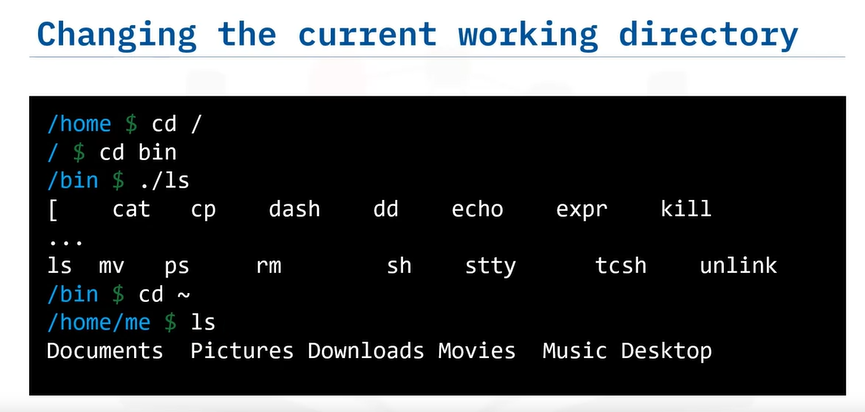 Changing the current working directory
/home $ cd /
/ $ cd bin
/bin $ ./ls
[ cat cp dash dd echo expr kill
...
ls mv ps rm sh stty tcsh unlink
/bin $ cd ~
/home/me $ ls
Documents Pictures Downloads Movies Music Desktop